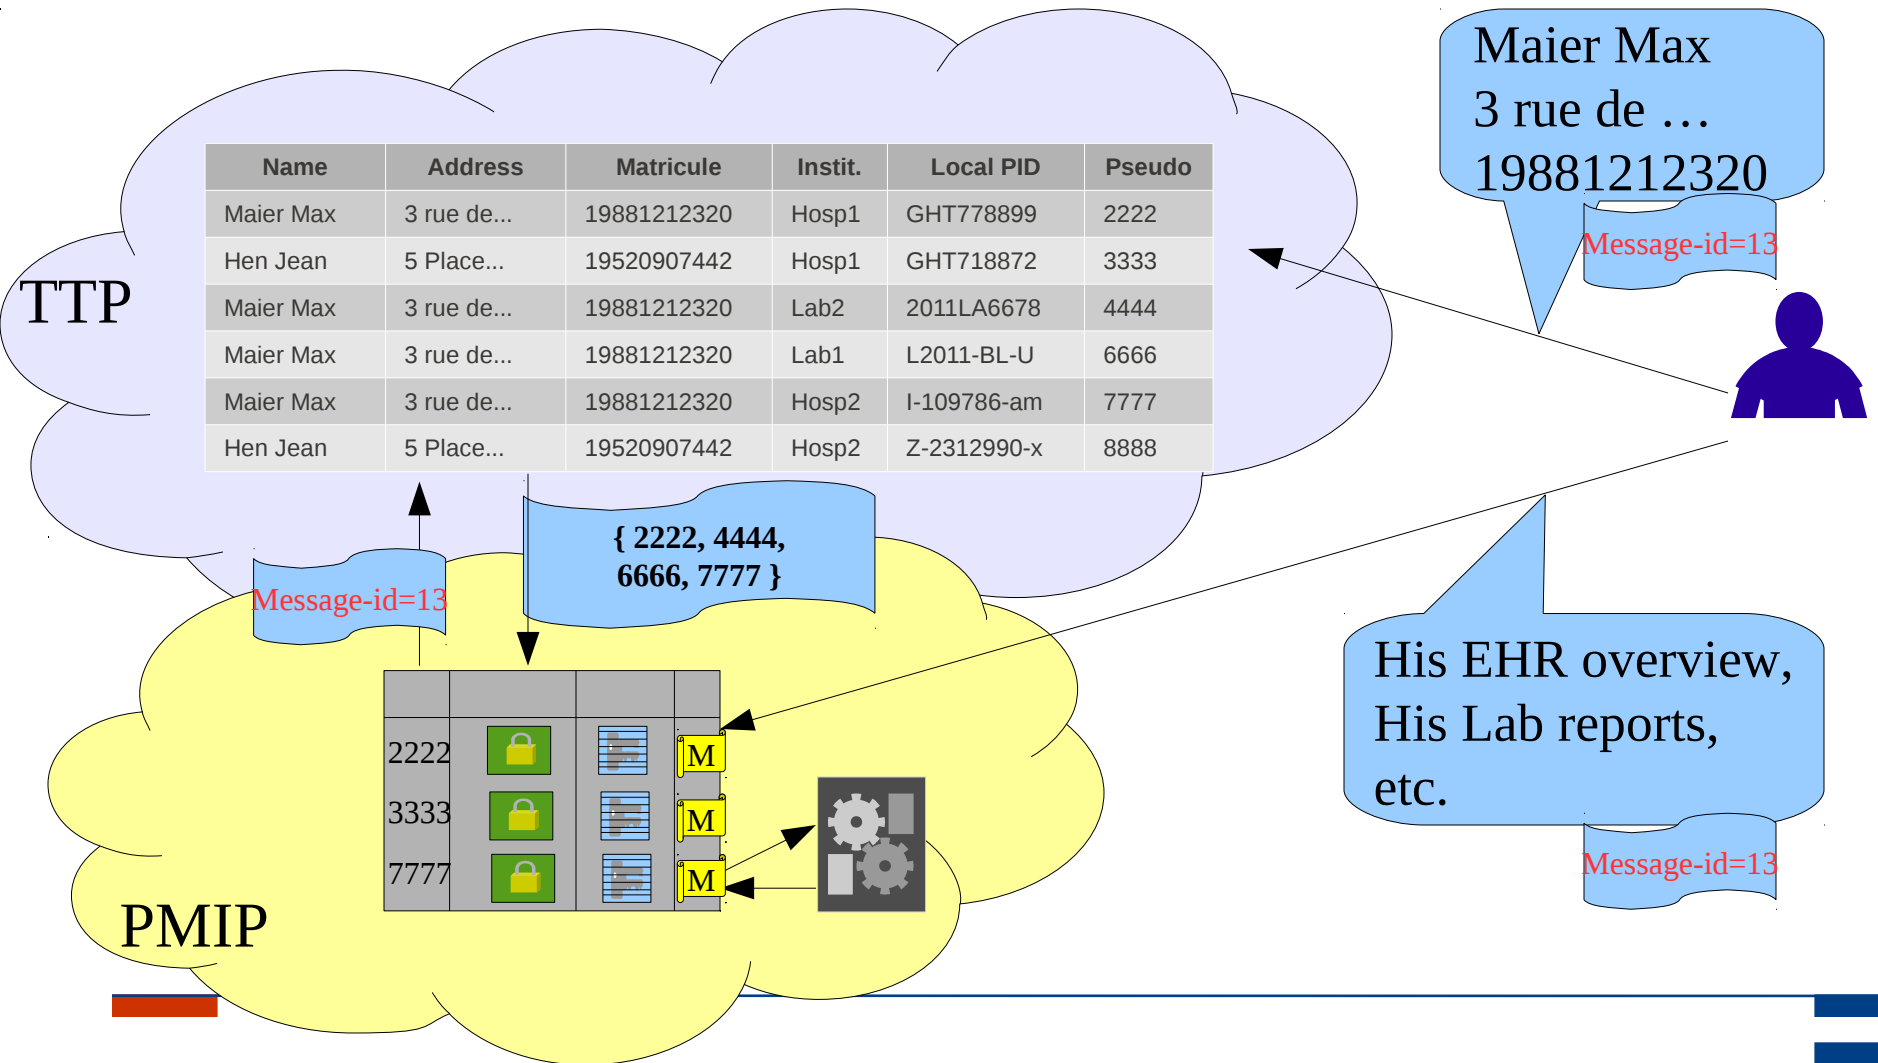 Maier Max
3 rue de …
19881212320
Message-id=13
Name Address Matricule Instit. Local PID Pseudo
Maier Max 3 rue de... 19881212320 Hosp1 GHT778899 2222
Hen Jean 5 Place... 19520907442 Hosp1 GHT718872 3333
Maier Max 3 rue de... 19881212320 Lab2 2011LA6678 4444
Maier Max 3 rue de... 19881212320 Lab1 L2011-BL-U 6666
Maier Max 3 rue de... 19881212320 Hosp2 I-109786-am 7777
Hen Jean 5 Place... 19520907442 Hosp2 Z-2312990-x 8888
TTP
{ 2222, 4444,
6666, 7777 }
Message-id=13
2222 M
3333 M
7777 M
PMIP
His EHR overview,
His Lab reports,
etc.
Message-id=13